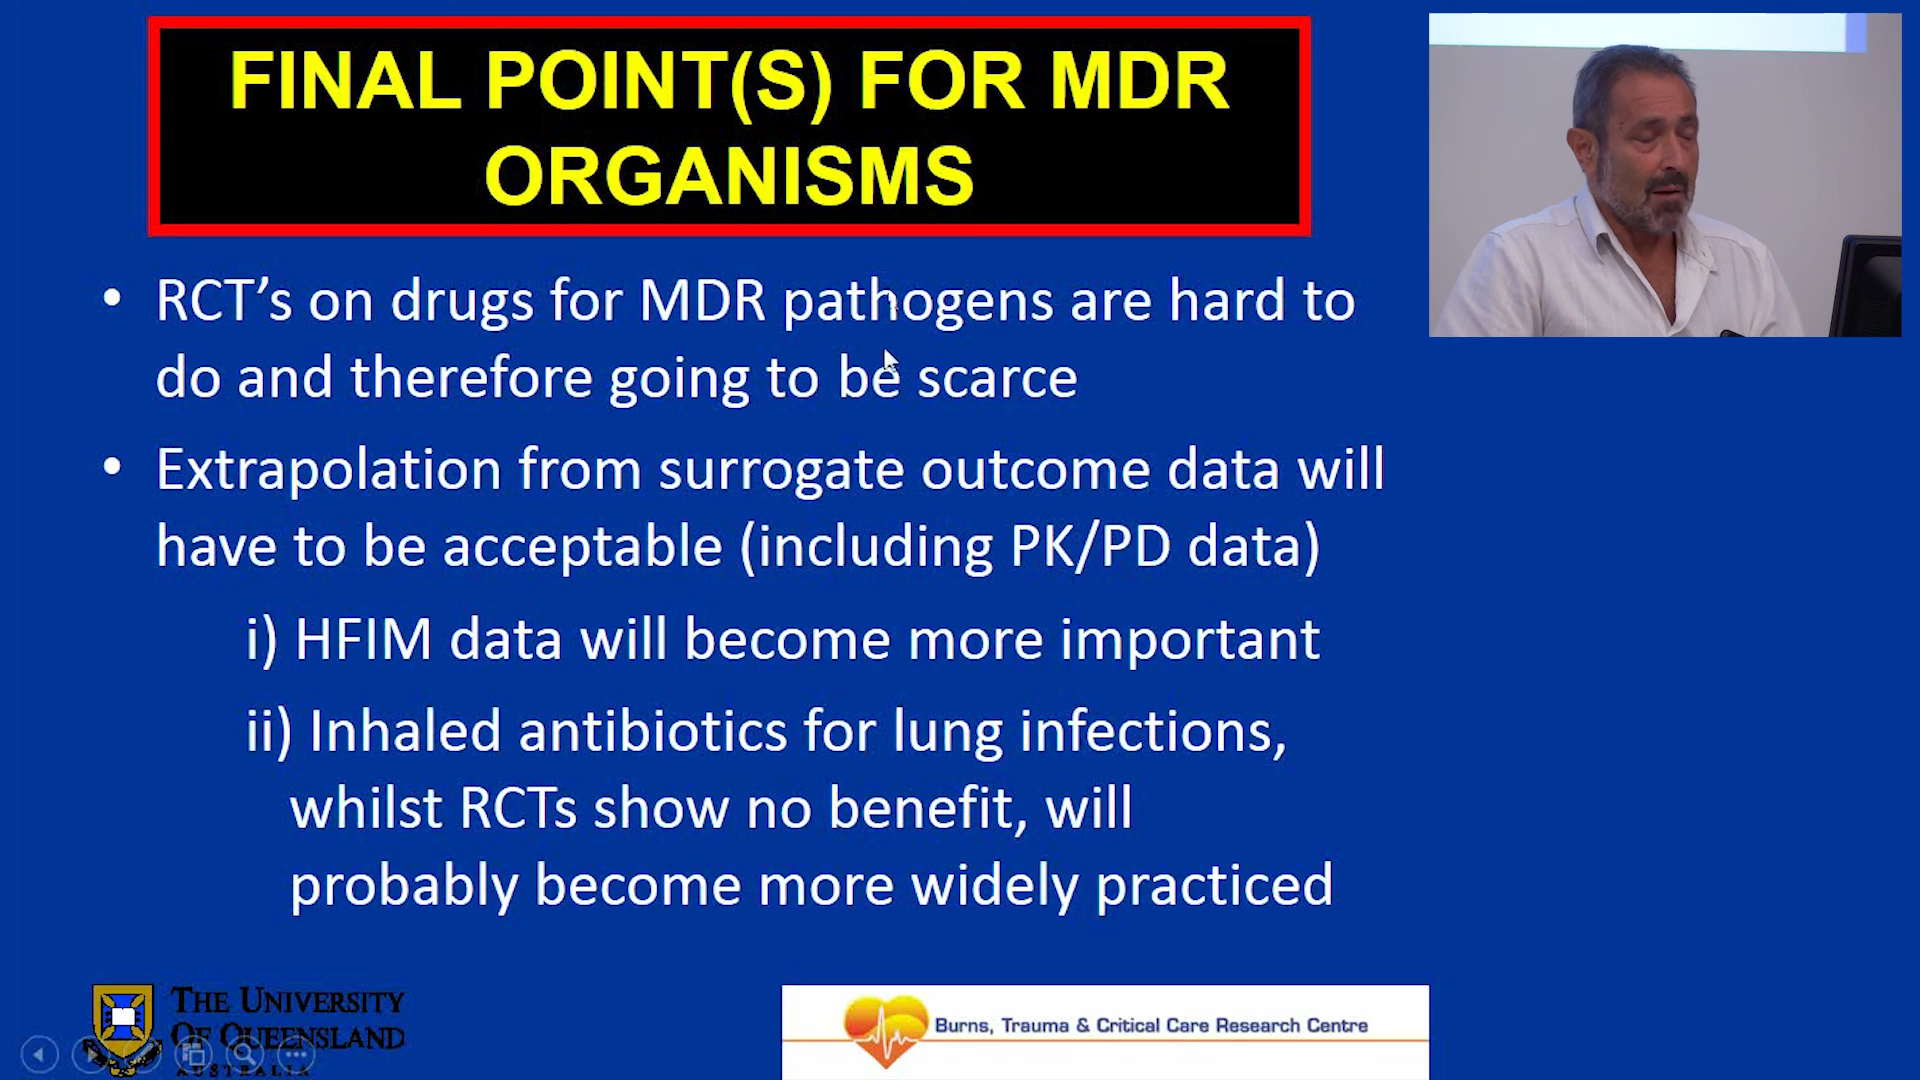 FINAL POINT(S) FOR MDR
ORGANISMS
• RCT’s on drugs for MDR pathogens are hard to
do and therefore going to be scarce
• Extrapolation from surrogate outcome data will
have to be acceptable (including PK/PD data)
i) HFIM data will become more important
ii) Inhaled antibiotics for lung infections,
whilst RCTs show no benefit, will
probably become more widely practiced
THE UNIVERSITY
OF QUEENSLAND
AUSTRALIA
Burns, Trauma & Critical Care Research Centre